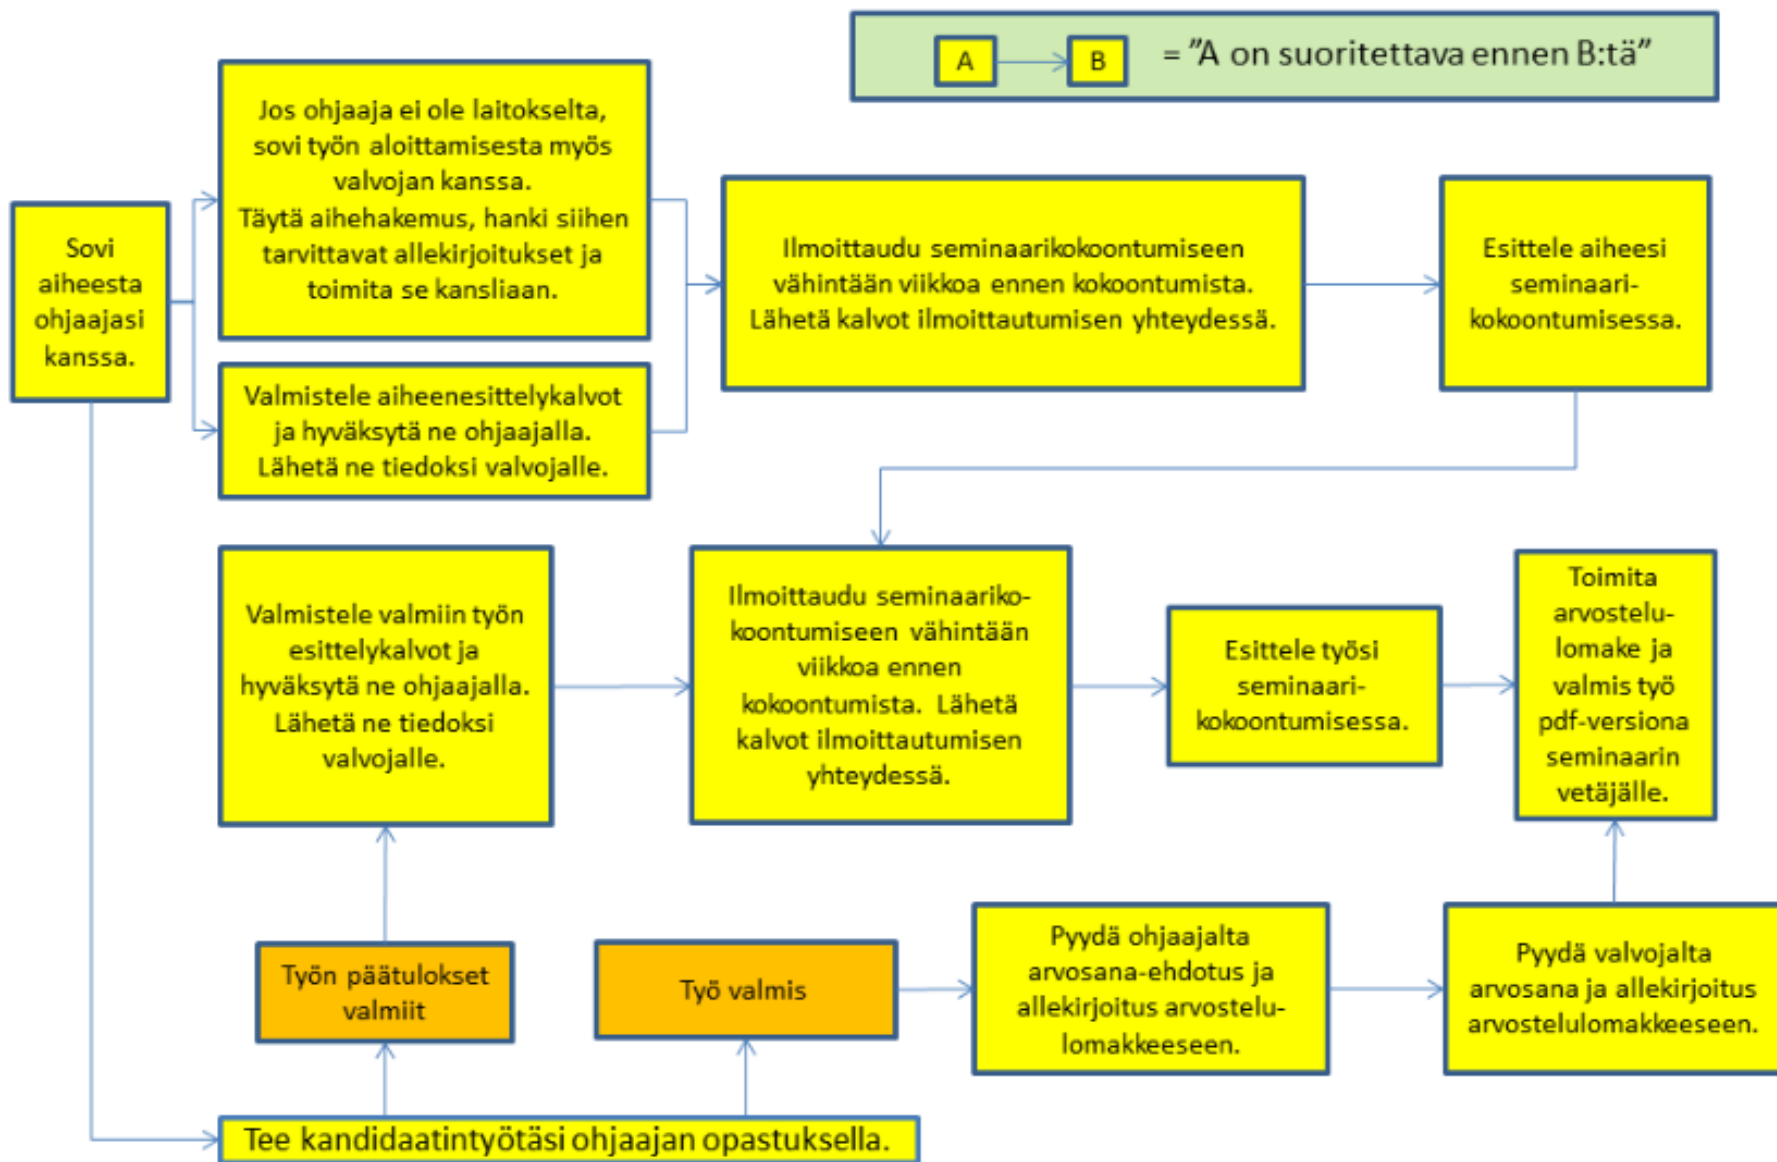 A
B
= ”A on suoritettava ennen B:tä”
Jos ohjaaja ei ole laitokselta,
sovi työn aloittamisesta myös
valvojan kanssa.
Täytä aihehakemus, hanki siihen
tarvittavat allekirjoitukset ja
toimita se kansliaan.
Sovi
aiheesta
ohjaajasi
kanssa.
Valmistele aiheenesittelykalvot
ja hyväksytä ne ohjaajalla.
Lähetä ne tiedoksi valvojalle.
Ilmoittaudu seminaarikokoontumiseen
vähintään viikkoa ennen kokoontumista.
Lähetä kalvot ilmoittautumisen yhteydessä.
Esittele aiheesi
seminaari-
kokoontumisessa.
Valmistele valmiin työn
esittelykalvot ja
hyväksytä ne ohjaajalla.
Lähetä ne tiedoksi
valvojalle.
Ilmoittaudu seminaariko-
koontumiseen vähintään
viikkoa ennen
kokoontumista. Lähetä
kalvot ilmoittautumisen
yhteydessä.
Esittele työsi
seminaari-
kokoontumisessa.
Toimita
arvostelu-
lomake ja
valmis työ
pdf-versiona
seminaarin
vetäjälle.
Työn päätulokset
valmiit
Työ valmis
Pyydä ohjaajalta
arvosana-ehdotus ja
allekirjoitus arvostelu-
lomakkeeseen.
Pyydä valvojalta
arvosana ja allekirjoitus
arvostelulomakkeeseen.
Tee kandidaatintyötäsi ohjaajan opastuksella.